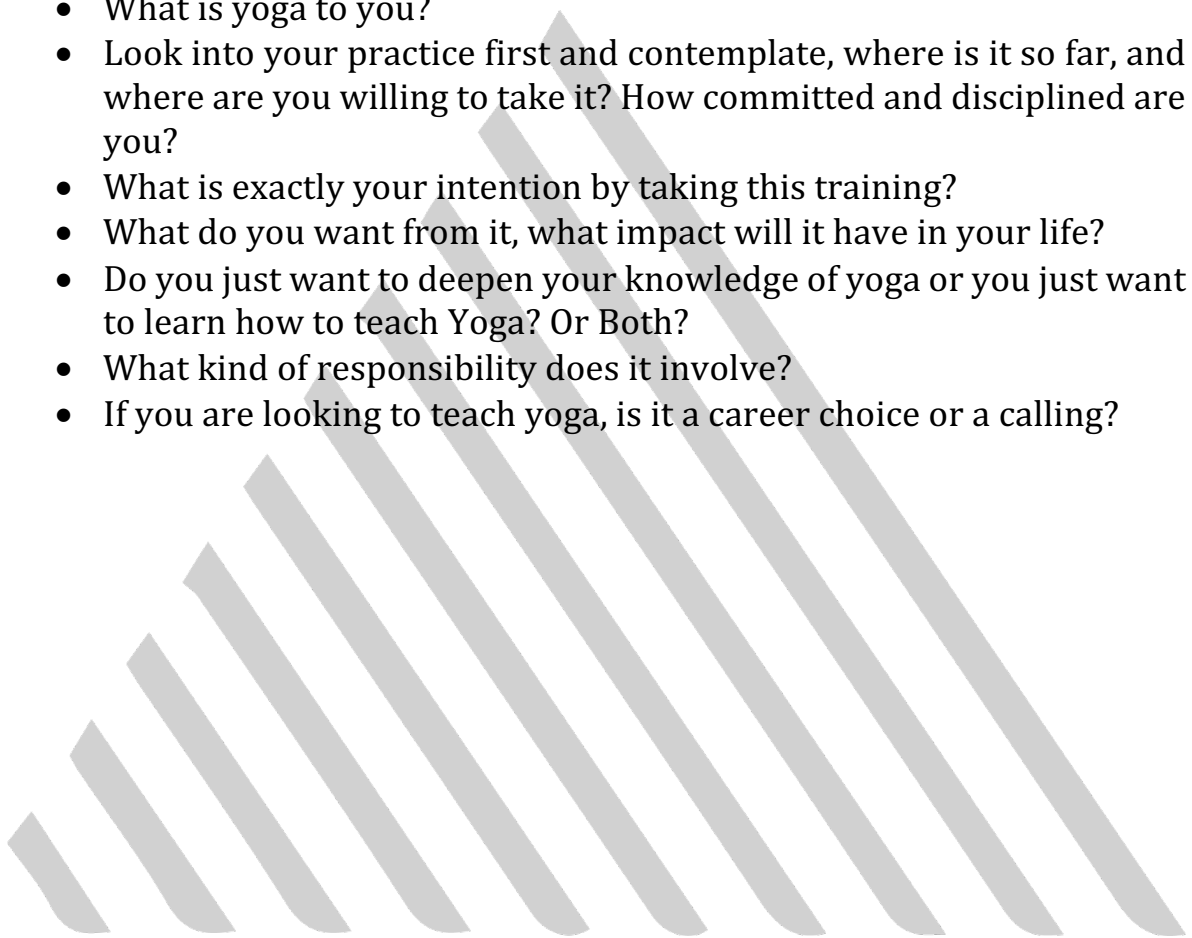 • What is yoga to you?
• Look into your practice first and contemplate, where is it so far, and
where are you willing to take it? How committed and disciplined are
you?
• What is exactly your intention by taking this training?
• What do you want from it, what impact will it have in your life?
• Do you just want to deepen your knowledge of yoga or you just want
to learn how to teach Yoga? Or Both?
• What kind of responsibility does it involve?
• If you are looking to teach yoga, is it a career choice or a calling?